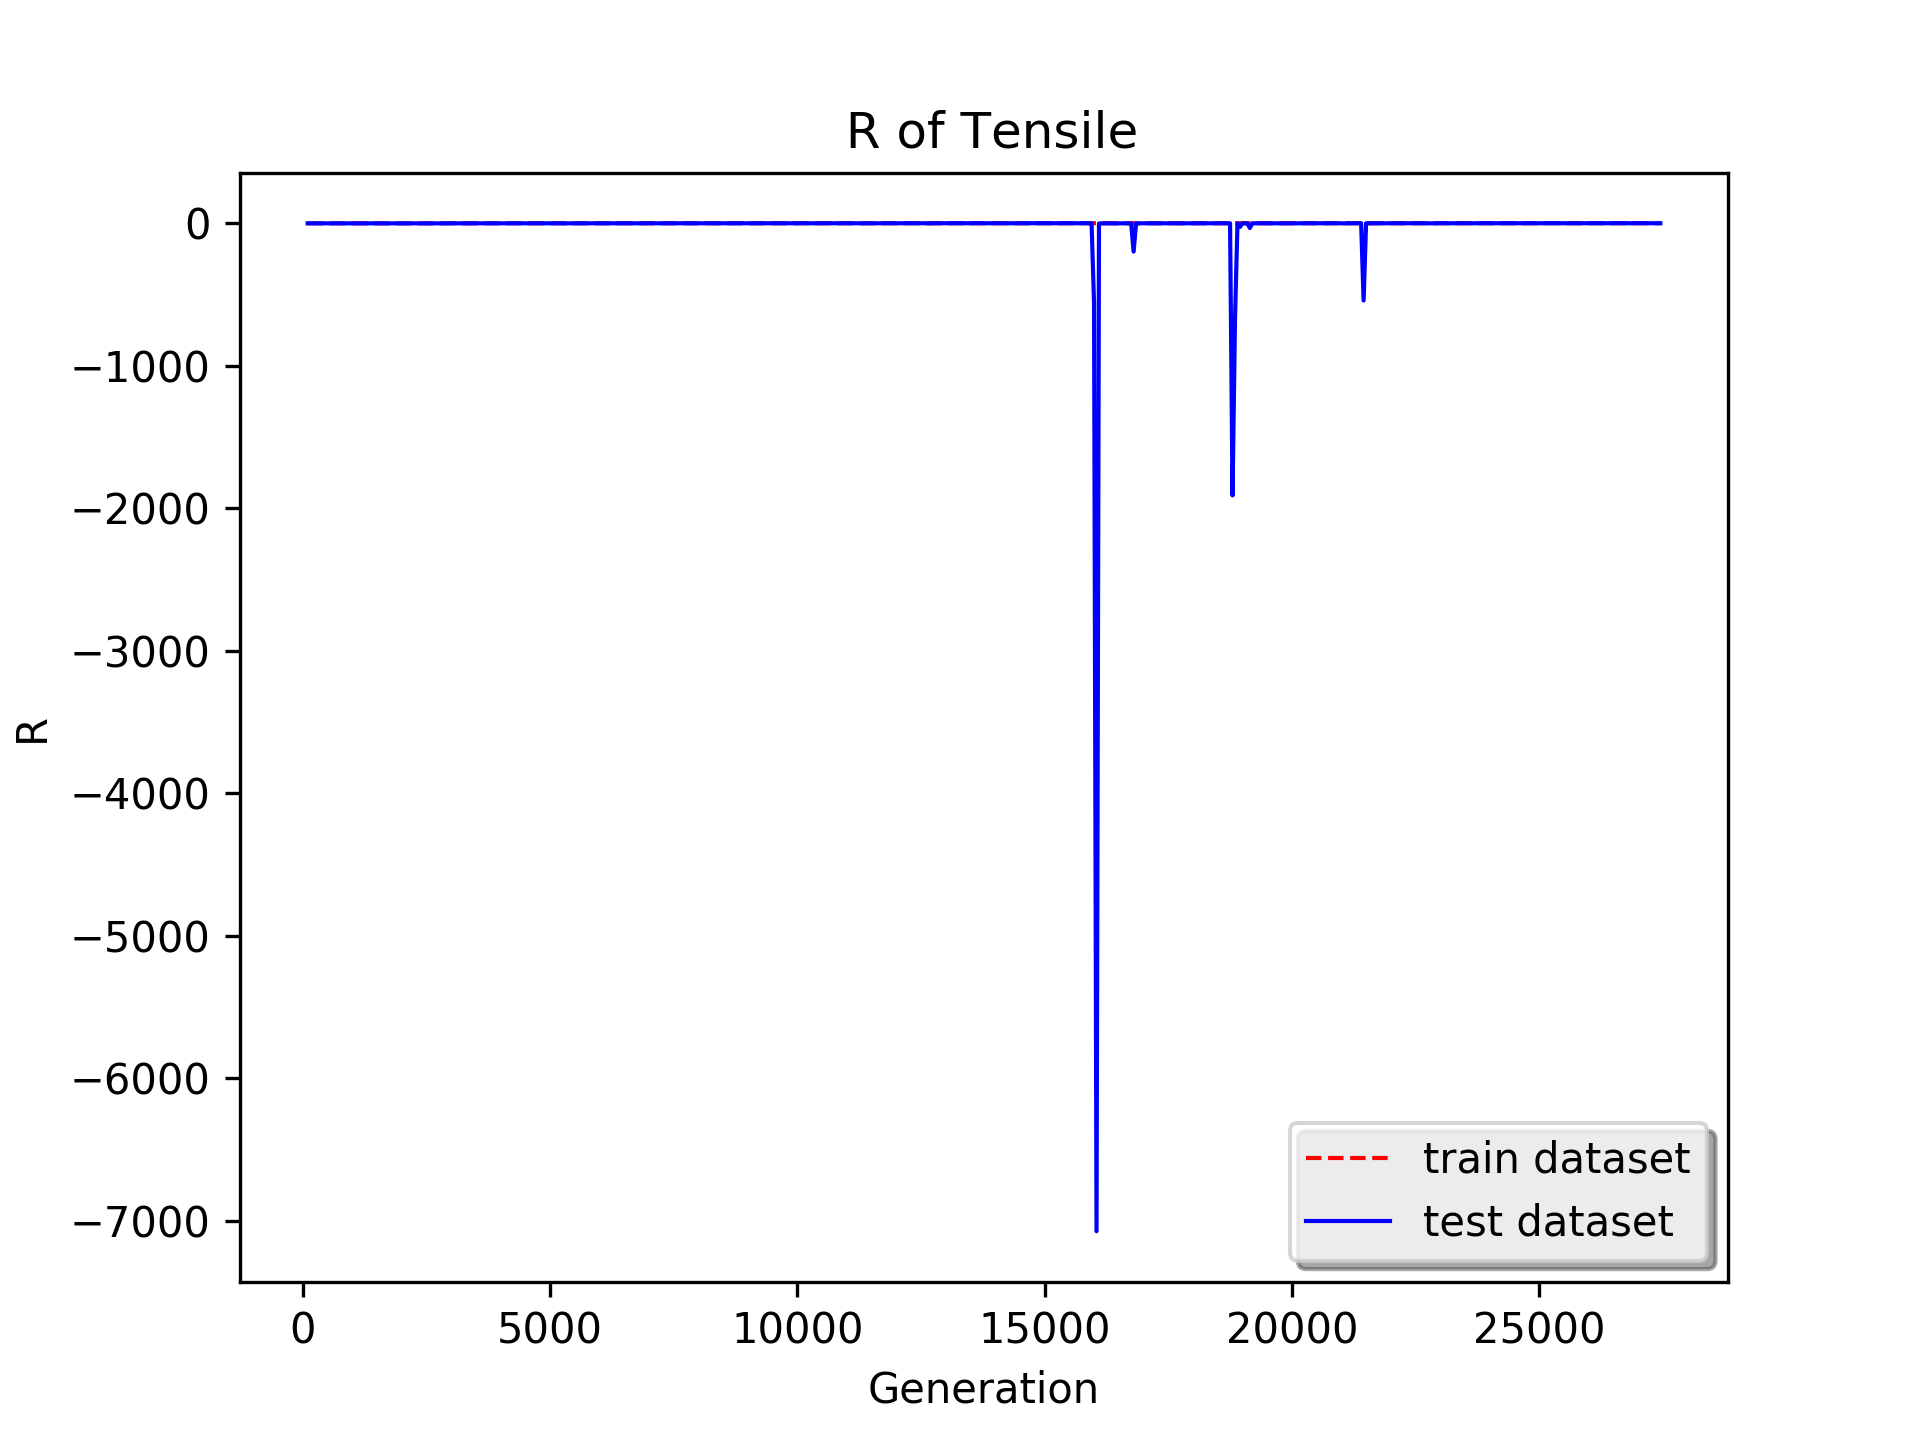 R of Tensile
R
0
−1000
−2000
−3000
−4000
−5000
−6000
−7000
train dataset
test dataset
0 5000 10000 15000 20000 25000
Generation